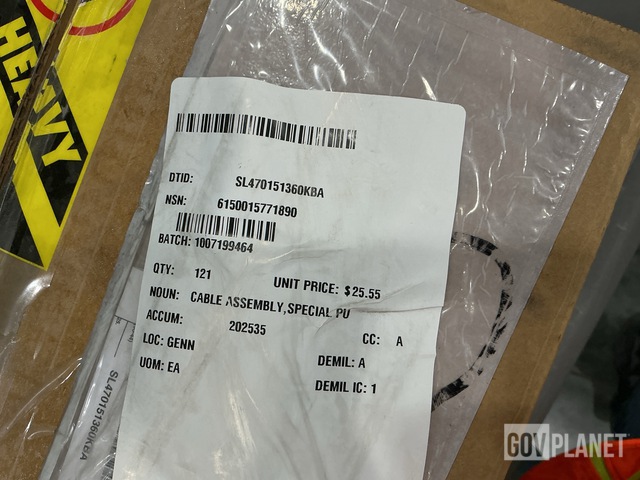 HEAVY
HEAVY
DTID: SL470151360KBA
NSN: 6150015771890
BATCH: 1007199464
QTY: 121 UNIT PRICE: $25.55
NOUN: CABLE ASSEMBLY,SPECIAL PU
ACCUM: 202535
LOC: GENN CC: A
UOM: EA DEMIL: A
DEMIL IC: 1
SL470151360KBA
GOVPLANET